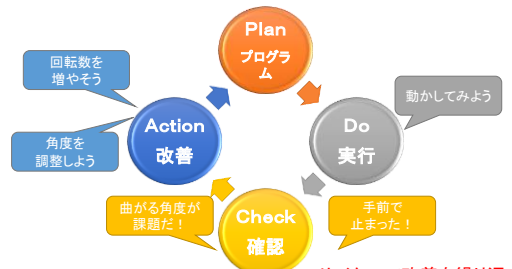 Plan
プログラ
ム
回転数を
増やそう
動かしてみよう
Action
改善
Do
実行
角度を
調整しよう
曲がる角度が
課題だ！
手前で
止まった！
Check
確認